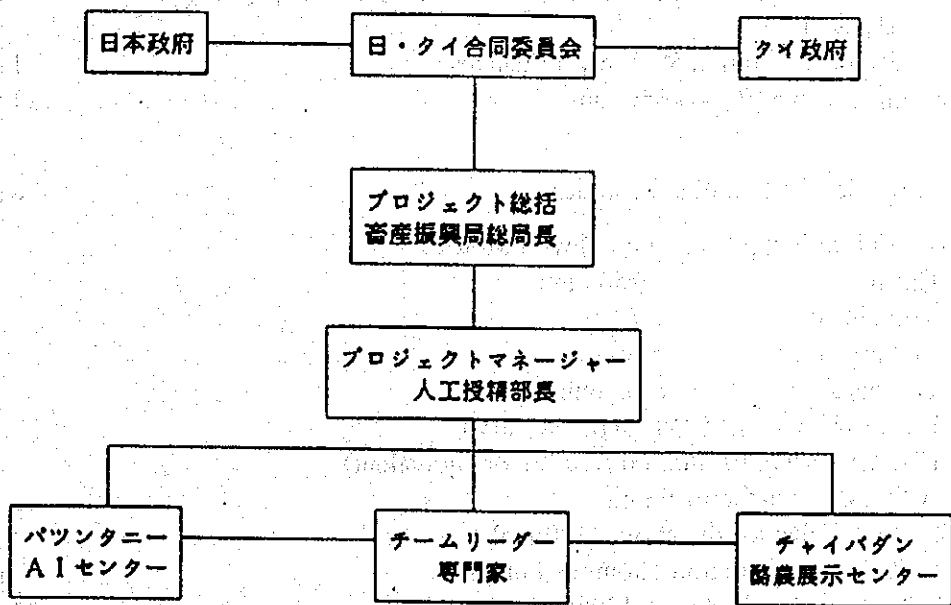 日本政府
日・タイ合同委員会
タイ政府
プロジェクト総括
畜産振興局総局長
プロジェクトマネージャー
人工授精部長
パツンタニー
AIセンター
チームリーダー
専門家
チャイバダン
酪農展示センター